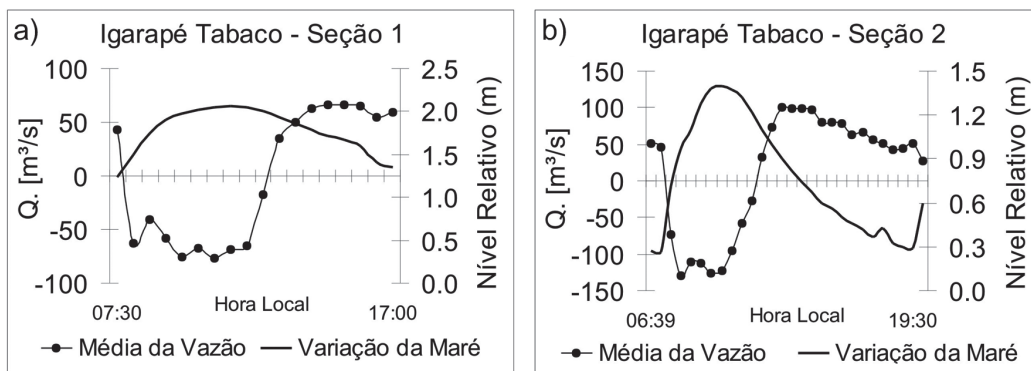 a)
Igarapé Tabaco - Seção 1
100
50
0
-50
-100
Q. [m³/s]
2.5
2.0
1.5
1.0
0.5
0.0
Nível Relativo (m)
07:30
Hora Local
17:00
Média da Vazão
Variação da Maré
b)
Igarapé Tabaco - Seção 2
150
100
50
0
-50
-100
-150
Q. [m³/s]
1.5
1.2
0.9
0.6
0.3
0.0
Nível Relativo (m)
06:39
Hora Local
19:30
Média da Vazão
Variação da Maré